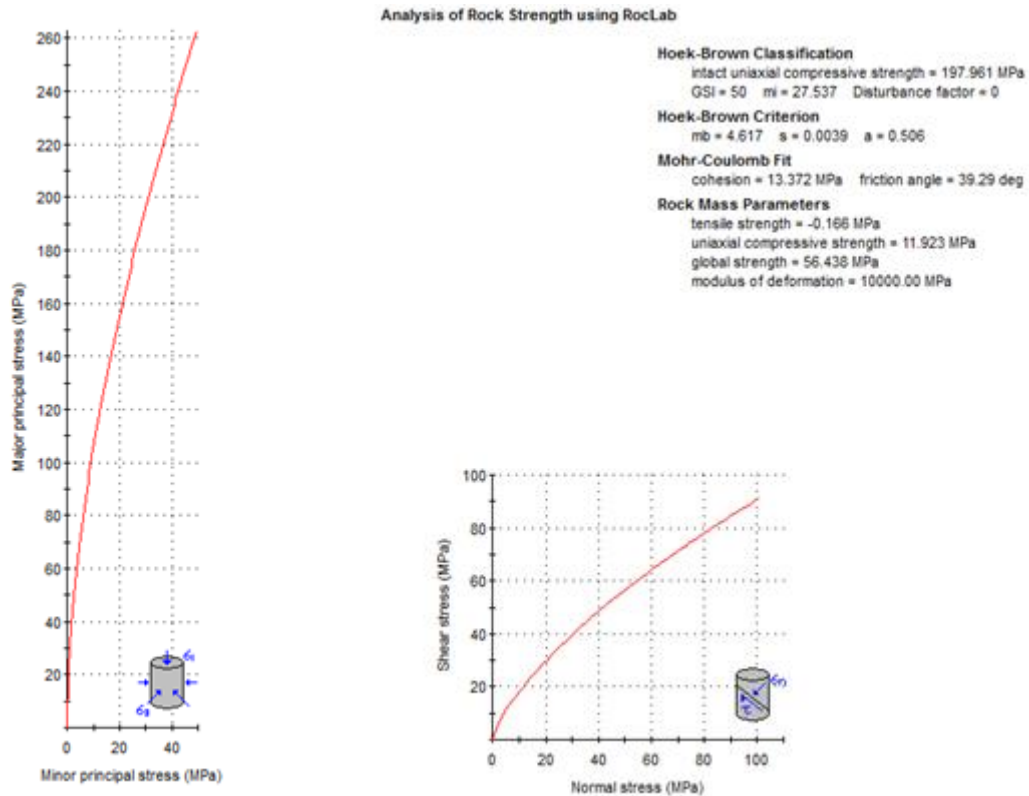 Analysis of Rock Strength using RocLab
Hoek-Brown Classification
intact uniaxial compressive strength = 197.961 MPa
GSI = 50 mi = 27.537 Disturbance factor = 0
Hoek-Brown Criterion
mb = 4.617 s = 0.0039 a = 0.506
Mohr-Coulomb Fit
cohesion = 13.372 MPa friction angle = 39.29 deg
Rock Mass Parameters
tensile strength = -0.166 MPa
uniaxial compressive strength = 11.923 MPa
global strength = 56.438 MPa
modulus of deformation = 10000.00 MPa
Major principal stress (MPa)
260
240
220
200
180
160
140
120
100
80
60
40
20
0 20 40
Minor principal stress (MPa)
σ1
σ3
Shear stress (MPa)
100
80
60
40
20
0
0 20 40 60 80 100
Normal stress (MPa)
σn
τ